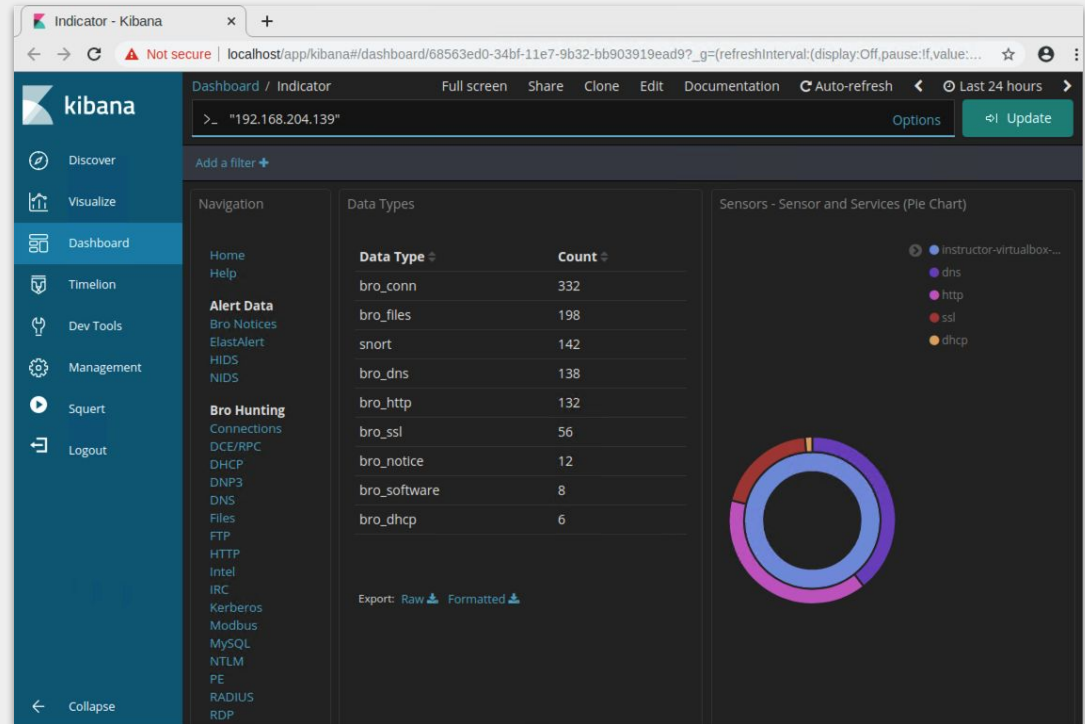 Indicator - Kibana
Not secure | localhost/app/kibana#/dashboard/68563ed0-34bf-11e7-9b32-bb903919ead9?_g=(refreshInterval:(display:Off,pause:!f,value:...
kibana
Discover
Visualize
Dashboard
Timelion
Dev Tools
Management
Squert
Logout
Collapse
Dashboard / Indicator
Full screen Share Clone Edit Documentation Auto-refresh Last 24 hours
>_ "192.168.204.139"
Options
Update
Add a filter +
Navigation
Home
Help
Alert Data
Bro Notices
ElastAlert
HIDS
NIDS
Bro Hunting
Connections
DCE/RPC
DHCP
DNP3
DNS
Files
FTP
HTTP
Intel
IRC
Kerberos
Modbus
MySQL
NTLM
PE
RADIUS
RDP
Data Types
Data Type Count
bro_conn 332
bro_files 198
snort 142
bro_dns 138
bro_http 132
bro_ssl 56
bro_notice 12
bro_software 8
bro_dhcp 6
Export: Raw Formatted
Sensors - Sensor and Services (Pie Chart)
instructor-virtualbox-...
dns
http
ssl
dhcp